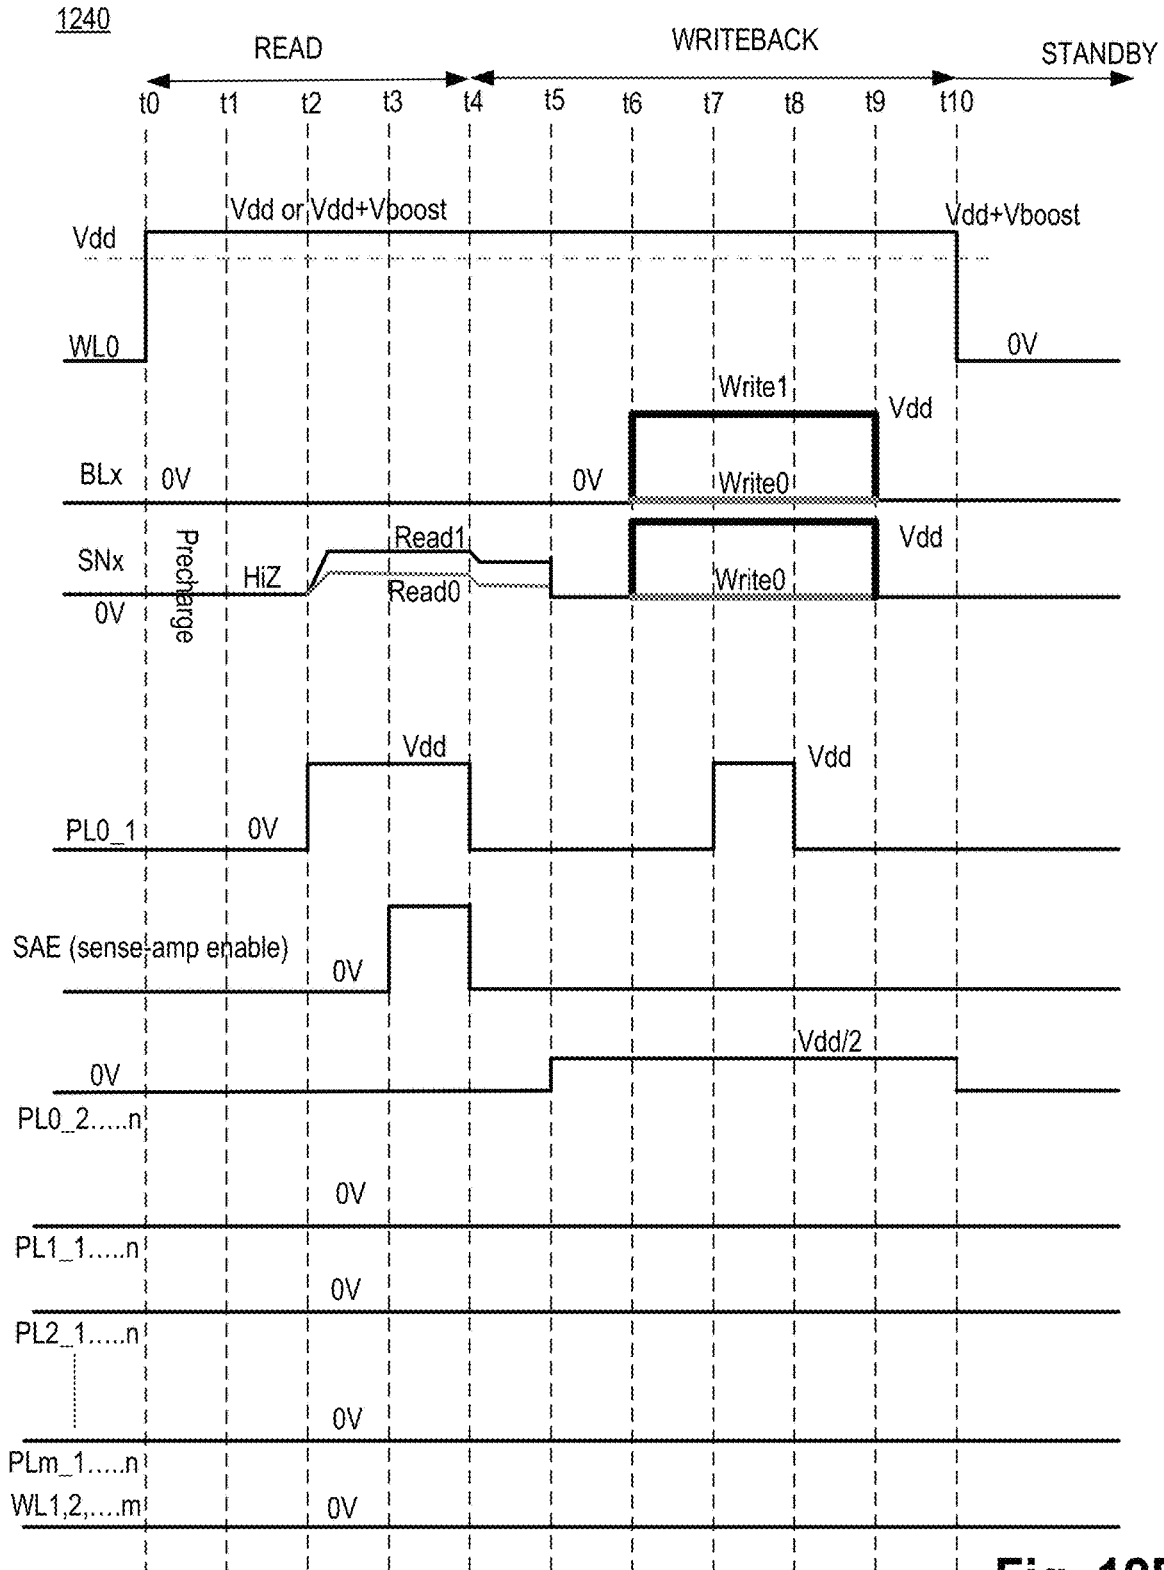 1240
READ
WRITEBACK
STANDBY
t0 t1 t2 t3 t4 t5 t6 t7 t8 t9 t10
Vdd or Vdd+Vboost
Vdd+Vboost
Vdd
WL0
0V
Write1
Vdd
BLx
0V
0V
Write0
SNx
0V
Precharge
HiZ
Read1
Read0
Vdd
Write0
Vdd
Vdd
PL0_1
0V
SAE (sense-amp enable)
0V
Vdd/2
0V
PL0_2.....n
0V
PL1_1.....n
0V
PL2_1.....n
0V
PLm_1.....n
WL1,2,....m
0V
Fig.